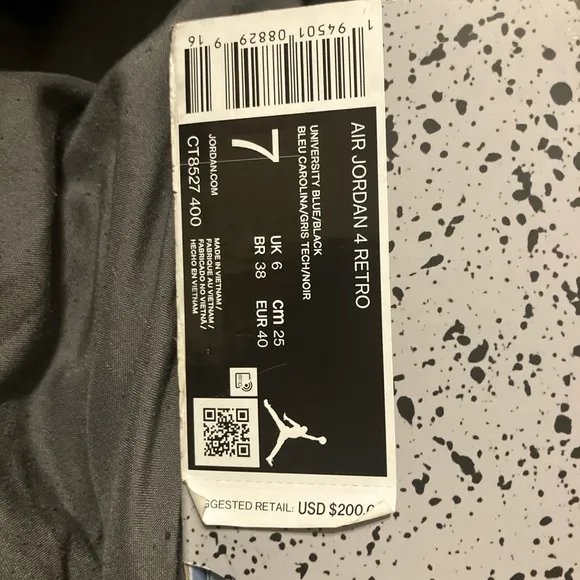 1 94501 08829 9 16
AIR JORDAN 4 RETRO
UNIVERSITY BLUE/BLACK
BLEU CAROLINA/GRIS TECH/NOIR
7
UK 6 cm 25
BR 38 EUR 40
JORDAN.COM
CT8527 400
MADE IN VIETNAM/
FABRIQUE AU VIETNAM/
FABRICADO NO VIETNÃ/
HECHO EN VIETNAM
GGESTED RETAIL: USD $200.